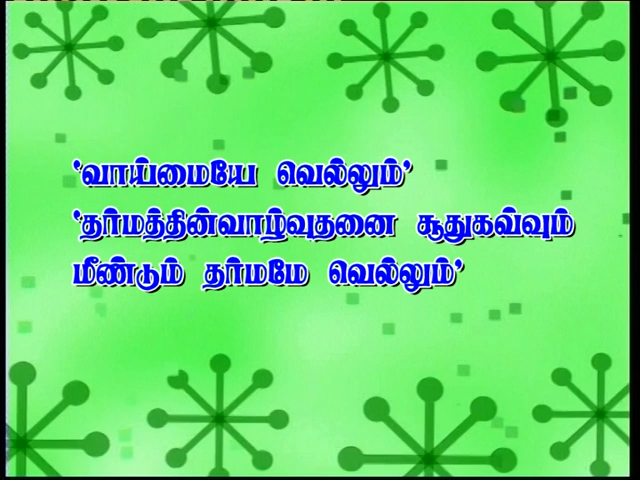 ‘வாய்மையே வெல்லும்’
‘தர்மத்தின்வாழ்வுதனை சூதுகவ்வும்
மீண்டும் தர்மமே வெல்லும்’